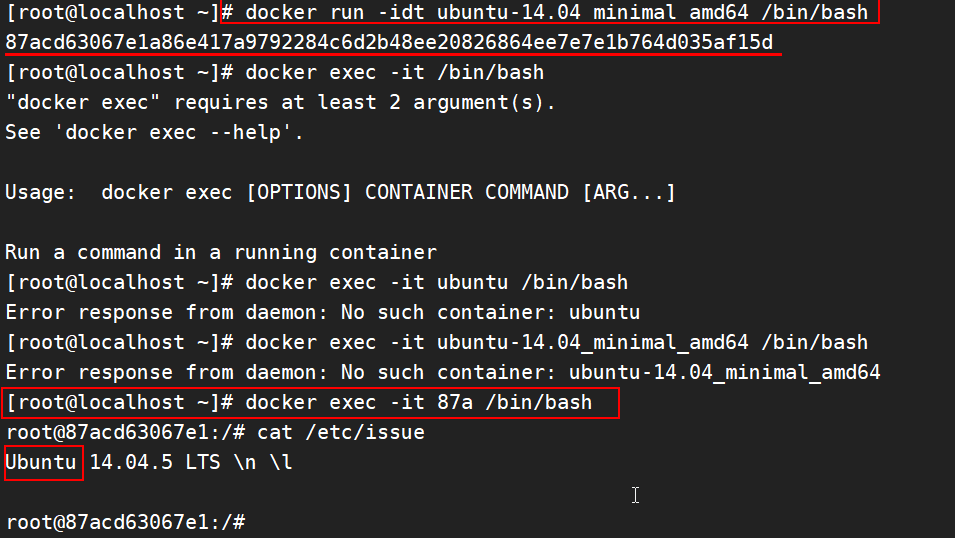 [root@localhost ~]# docker run -idt ubuntu-14.04_minimal_amd64 /bin/bash
87acd63067e1a86e417a9792284c6d2b48ee20826864ee7e7e1b764d035af15d
[root@localhost ~]# docker exec -it /bin/bash
"docker exec" requires at least 2 argument(s).
See 'docker exec --help'.
Usage:  docker exec [OPTIONS] CONTAINER COMMAND [ARG...]
Run a command in a running container
[root@localhost ~]# docker exec -it ubuntu /bin/bash
Error response from daemon: No such container: ubuntu
[root@localhost ~]# docker exec -it ubuntu-14.04_minimal_amd64 /bin/bash
Error response from daemon: No such container: ubuntu-14.04_minimal_amd64
[root@localhost ~]# docker exec -it 87a /bin/bash
root@87acd63067e1:/# cat /etc/issue
Ubuntu 14.04.5 LTS \n \l
root@87acd63067e1:/#